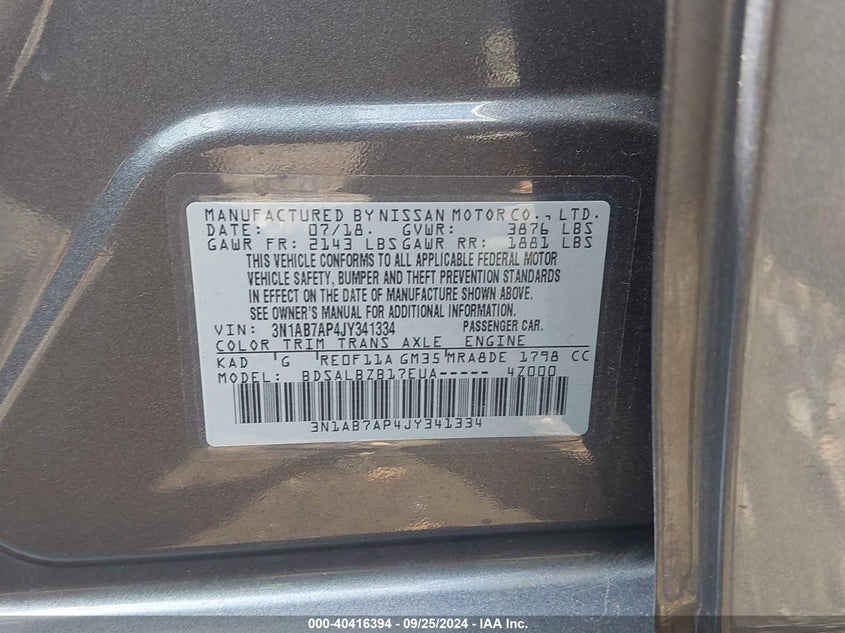 MANUFACTURED BY NISSAN MOTOR CO., LTD.
DATE: 07/18. GVWR: 3876 LBS
GAWR FR: 2143 LBS GAWR RR: 1881 LBS
THIS VEHICLE CONFORMS TO ALL APPLICABLE FEDERAL MOTOR
VEHICLE SAFETY, BUMPER AND THEFT PREVENTION STANDARDS
IN EFFECT ON THE DATE OF MANUFACTURE SHOWN ABOVE.
SEE OWNER'S MANUAL FOR ADDITIONAL INFORMATION.
VIN: 3N1AB7AP4JY341334 PASSENGER CAR.
COLOR TRIM TRANS AXLE ENGINE
KAD 'G RE0F11A GM35 MRA8DE 1798 CC
MODEL: BDSALBZB17EUA----- 4Z000
3N1AB7AP4JY341334
000-40416394 - 09/25/2024 - IAA, Inc.